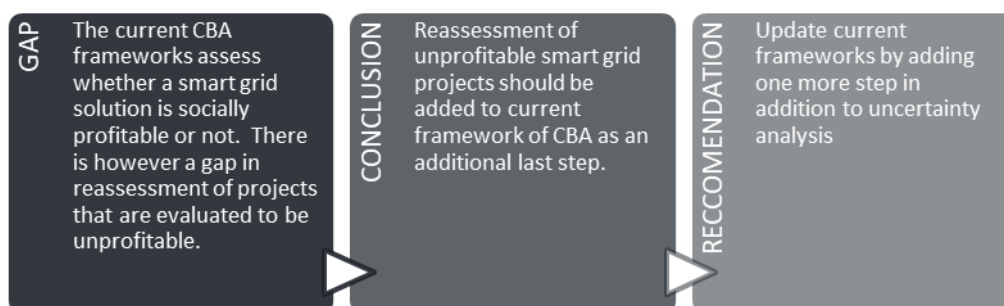 GAP
The current CBA
frameworks assess
whether a smart grid
solution is socially
profitable or not.  There
is however a gap in
reassessment of projects
that are evaluated to be
unprofitable.
CONCLUSION
Reassessment of
unprofitable smart grid
projects should be
added to current
framework of CBA as an
additional last step.
RECCOMENDATION
Update current
frameworks by adding
one more step in
addition to uncertainty
analysis